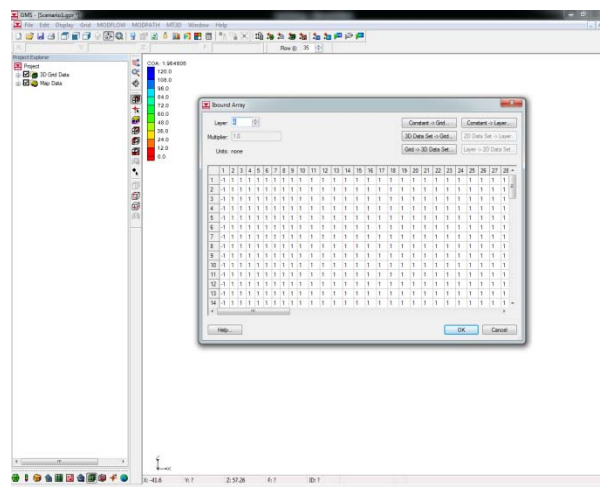 GMS - [Scenario1.gpr]
File Edit Display Grid MODFLOW MODPATH MT3D Window Help
Row (i): 35
Project Explorer
Project
3D Grid Data
Map Data
120.0
108.0
96.0
84.0
72.0
60.0
48.0
36.0
24.0
12.0
0.0
Ibound Array
Layer:
Multiplier: 1.0
Units: none
Constant -> Grid...
Constant -> Layer...
3D Data Set -> Grid...
2D Data Set -> Layer...
Grid -> 3D Data Set...
Layer -> 2D Data Set...
1 2 3 4 5 6 7 8 9 10 11 12 13 14 15 16 17 18 19 20 21 22 23 24 25 26 27 28
1 -1 1 1 1 1 1 1 1 1 1 1 1 1 1 1 1 1 1 1 1 1 1 1 1 1 1 1 1
2 -1 1 1 1 1 1 1 1 1 1 1 1 1 1 1 1 1 1 1 1 1 1 1 1 1 1 1 1
3 -1 1 1 1 1 1 1 1 1 1 1 1 1 1 1 1 1 1 1 1 1 1 1 1 1 1 1 1
4 -1 1 1 1 1 1 1 1 1 1 1 1 1 1 1 1 1 1 1 1 1 1 1 1 1 1 1 1
5 -1 1 1 1 1 1 1 1 1 1 1 1 1 1 1 1 1 1 1 1 1 1 1 1 1 1 1 1
6 -1 1 1 1 1 1 1 1 1 1 1 1 1 1 1 1 1 1 1 1 1 1 1 1 1 1 1 1
7 -1 1 1 1 1 1 1 1 1 1 1 1 1 1 1 1 1 1 1 1 1 1 1 1 1 1 1 1
8 -1 1 1 1 1 1 1 1 1 1 1 1 1 1 1 1 1 1 1 1 1 1 1 1 1 1 1 1
9 -1 1 1 1 1 1 1 1 1 1 1 1 1 1 1 1 1 1 1 1 1 1 1 1 1 1 1 1
10 -1 1 1 1 1 1 1 1 1 1 1 1 1 1 1 1 1 1 1 1 1 1 1 1 1 1 1 1
11 -1 1 1 1 1 1 1 1 1 1 1 1 1 1 1 1 1 1 1 1 1 1 1 1 1 1 1 1
12 -1 1 1 1 1 1 1 1 1 1 1 1 1 1 1 1 1 1 1 1 1 1 1 1 1 1 1 1
13 -1 1 1 1 1 1 1 1 1 1 1 1 1 1 1 1 1 1 1 1 1 1 1 1 1 1 1 1
14 -1 1 1 1 1 1 1 1 1 1 1 1 1 1 1 1 1 1 1 1 1 1 1 1 1 1 1 1
Help...
OK
Cancel
X: -41.6 Y: ? Z: 57.26 F: ? ID: ?